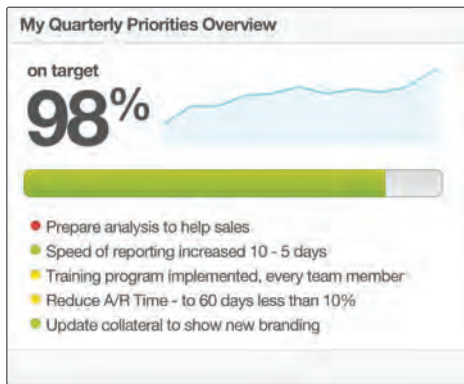 My Quarterly Priorities Overview
on target
98%
Prepare analysis to help sales
Speed of reporting increased 10 - 5 days
Training program implemented, every team member
Reduce A/R Time - to 60 days less than 10%
Update collateral to show new branding